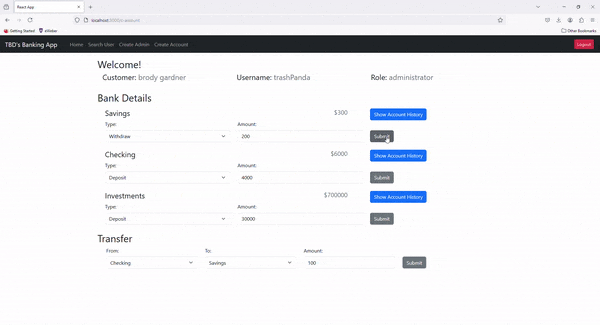 React App
localhost:3000/#/account
Getting Started
eWeber
Other Bookmarks
TBD's Banking App Home Search User Create Admin Create Account Logout
Welcome!
Customer: brody gardner Username: trashPanda Role: administrator
Bank Details
Savings $300 Show Account History
Type: Amount:
Withdraw 200 Submit
Checking $6000 Show Account History
Type: Amount:
Deposit 4000 Submit
Investments $700000 Show Account History
Type: Amount:
Deposit 30000 Submit
Transfer
From: To: Amount:
Checking Savings 100 Submit